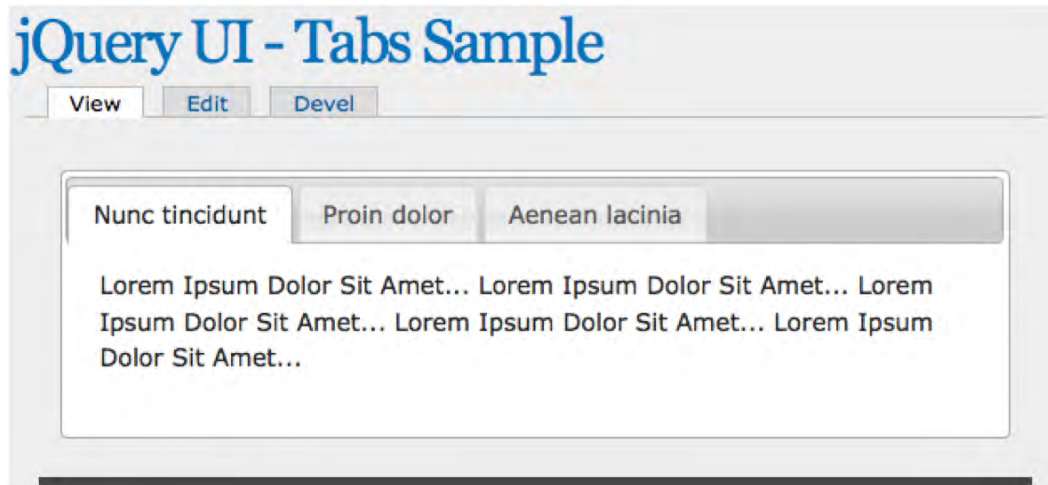 jQuery UI - Tabs Sample
View Edit Devel
Nunc tincidunt Proin dolor Aenean lacinia
Lorem Ipsum Dolor Sit Amet... Lorem Ipsum Dolor Sit Amet... Lorem
Ipsum Dolor Sit Amet... Lorem Ipsum Dolor Sit Amet... Lorem Ipsum
Dolor Sit Amet...